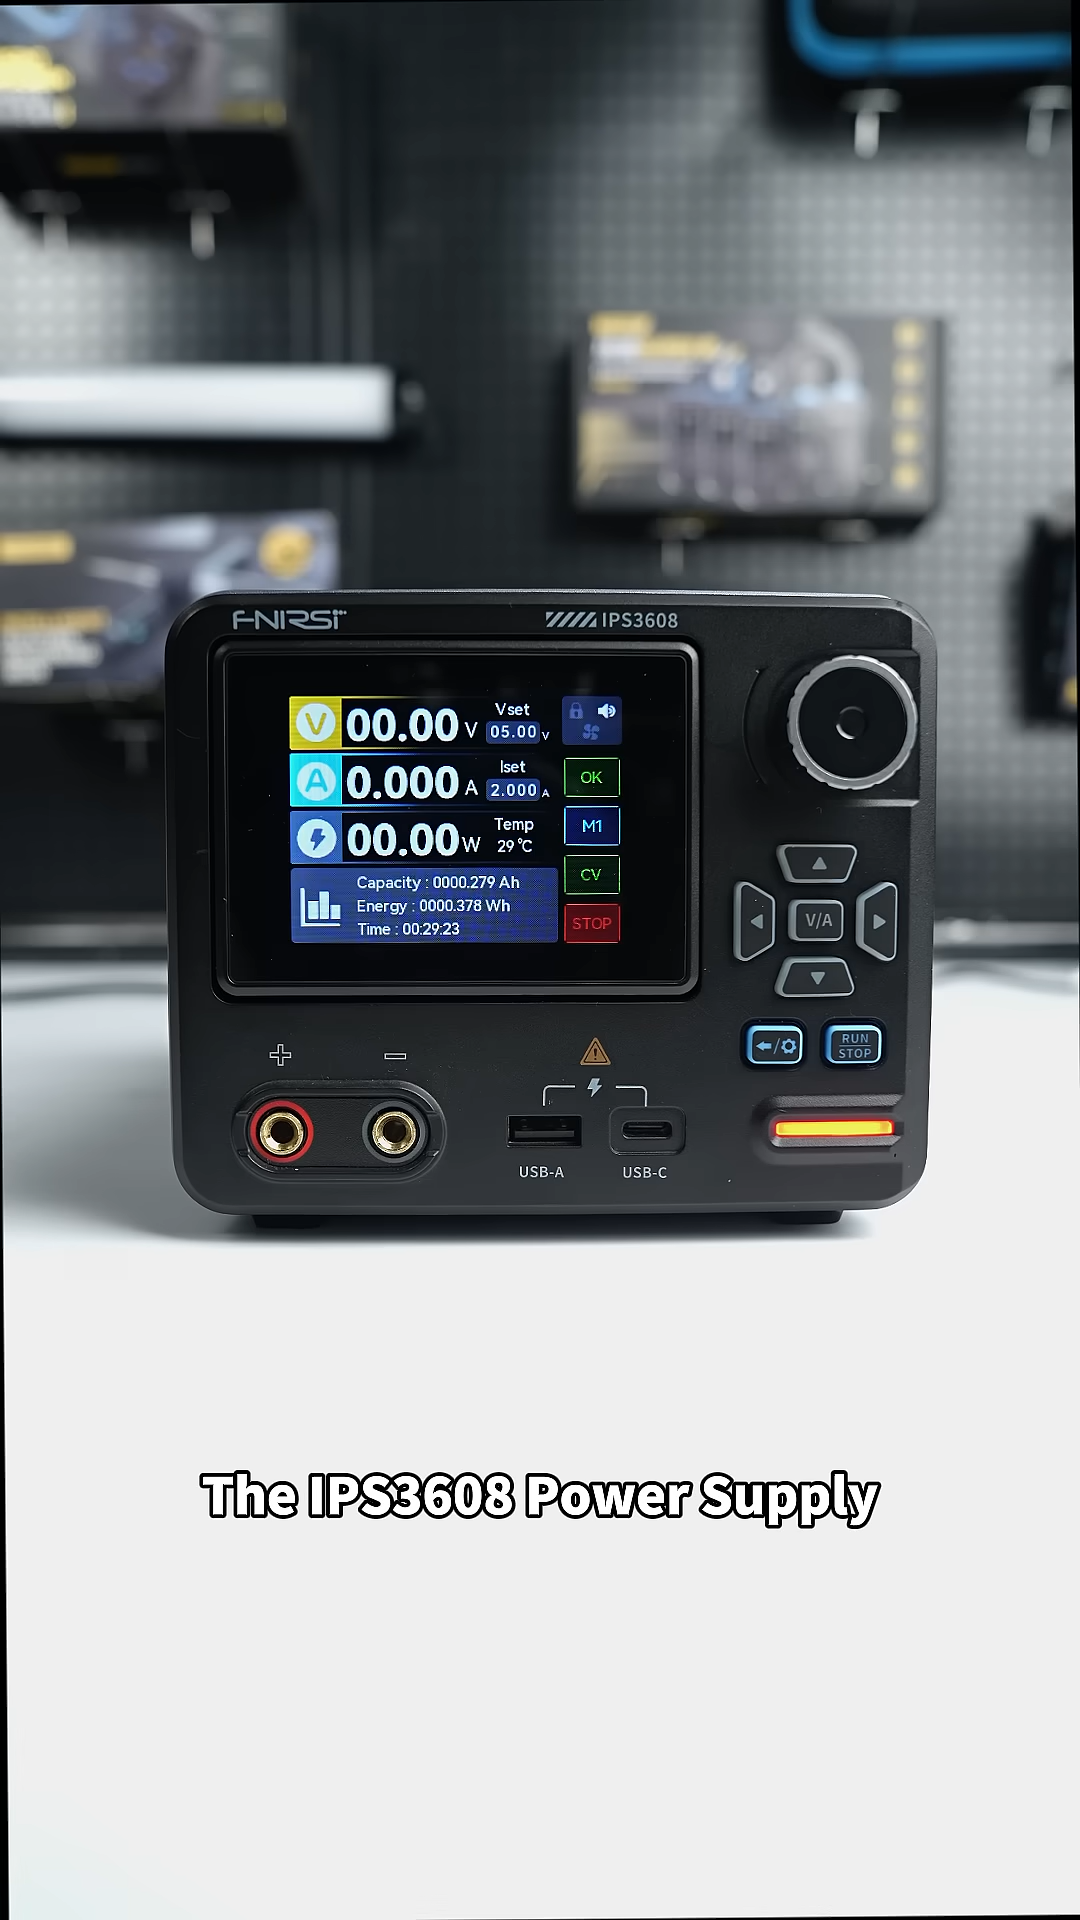 FNIRSI
IPS3608
V 00.00 V Vset 05.00 V
A 0.000 A Iset 2.000 A
00.00 W Temp 29 °C
OK
M1
CV
STOP
Capacity : 0000.279 Ah
Energy : 0000.378 Wh
Time : 00:29:23
V/A
RUN
STOP
USB-A
USB-C
The IPS3608 Power Supply